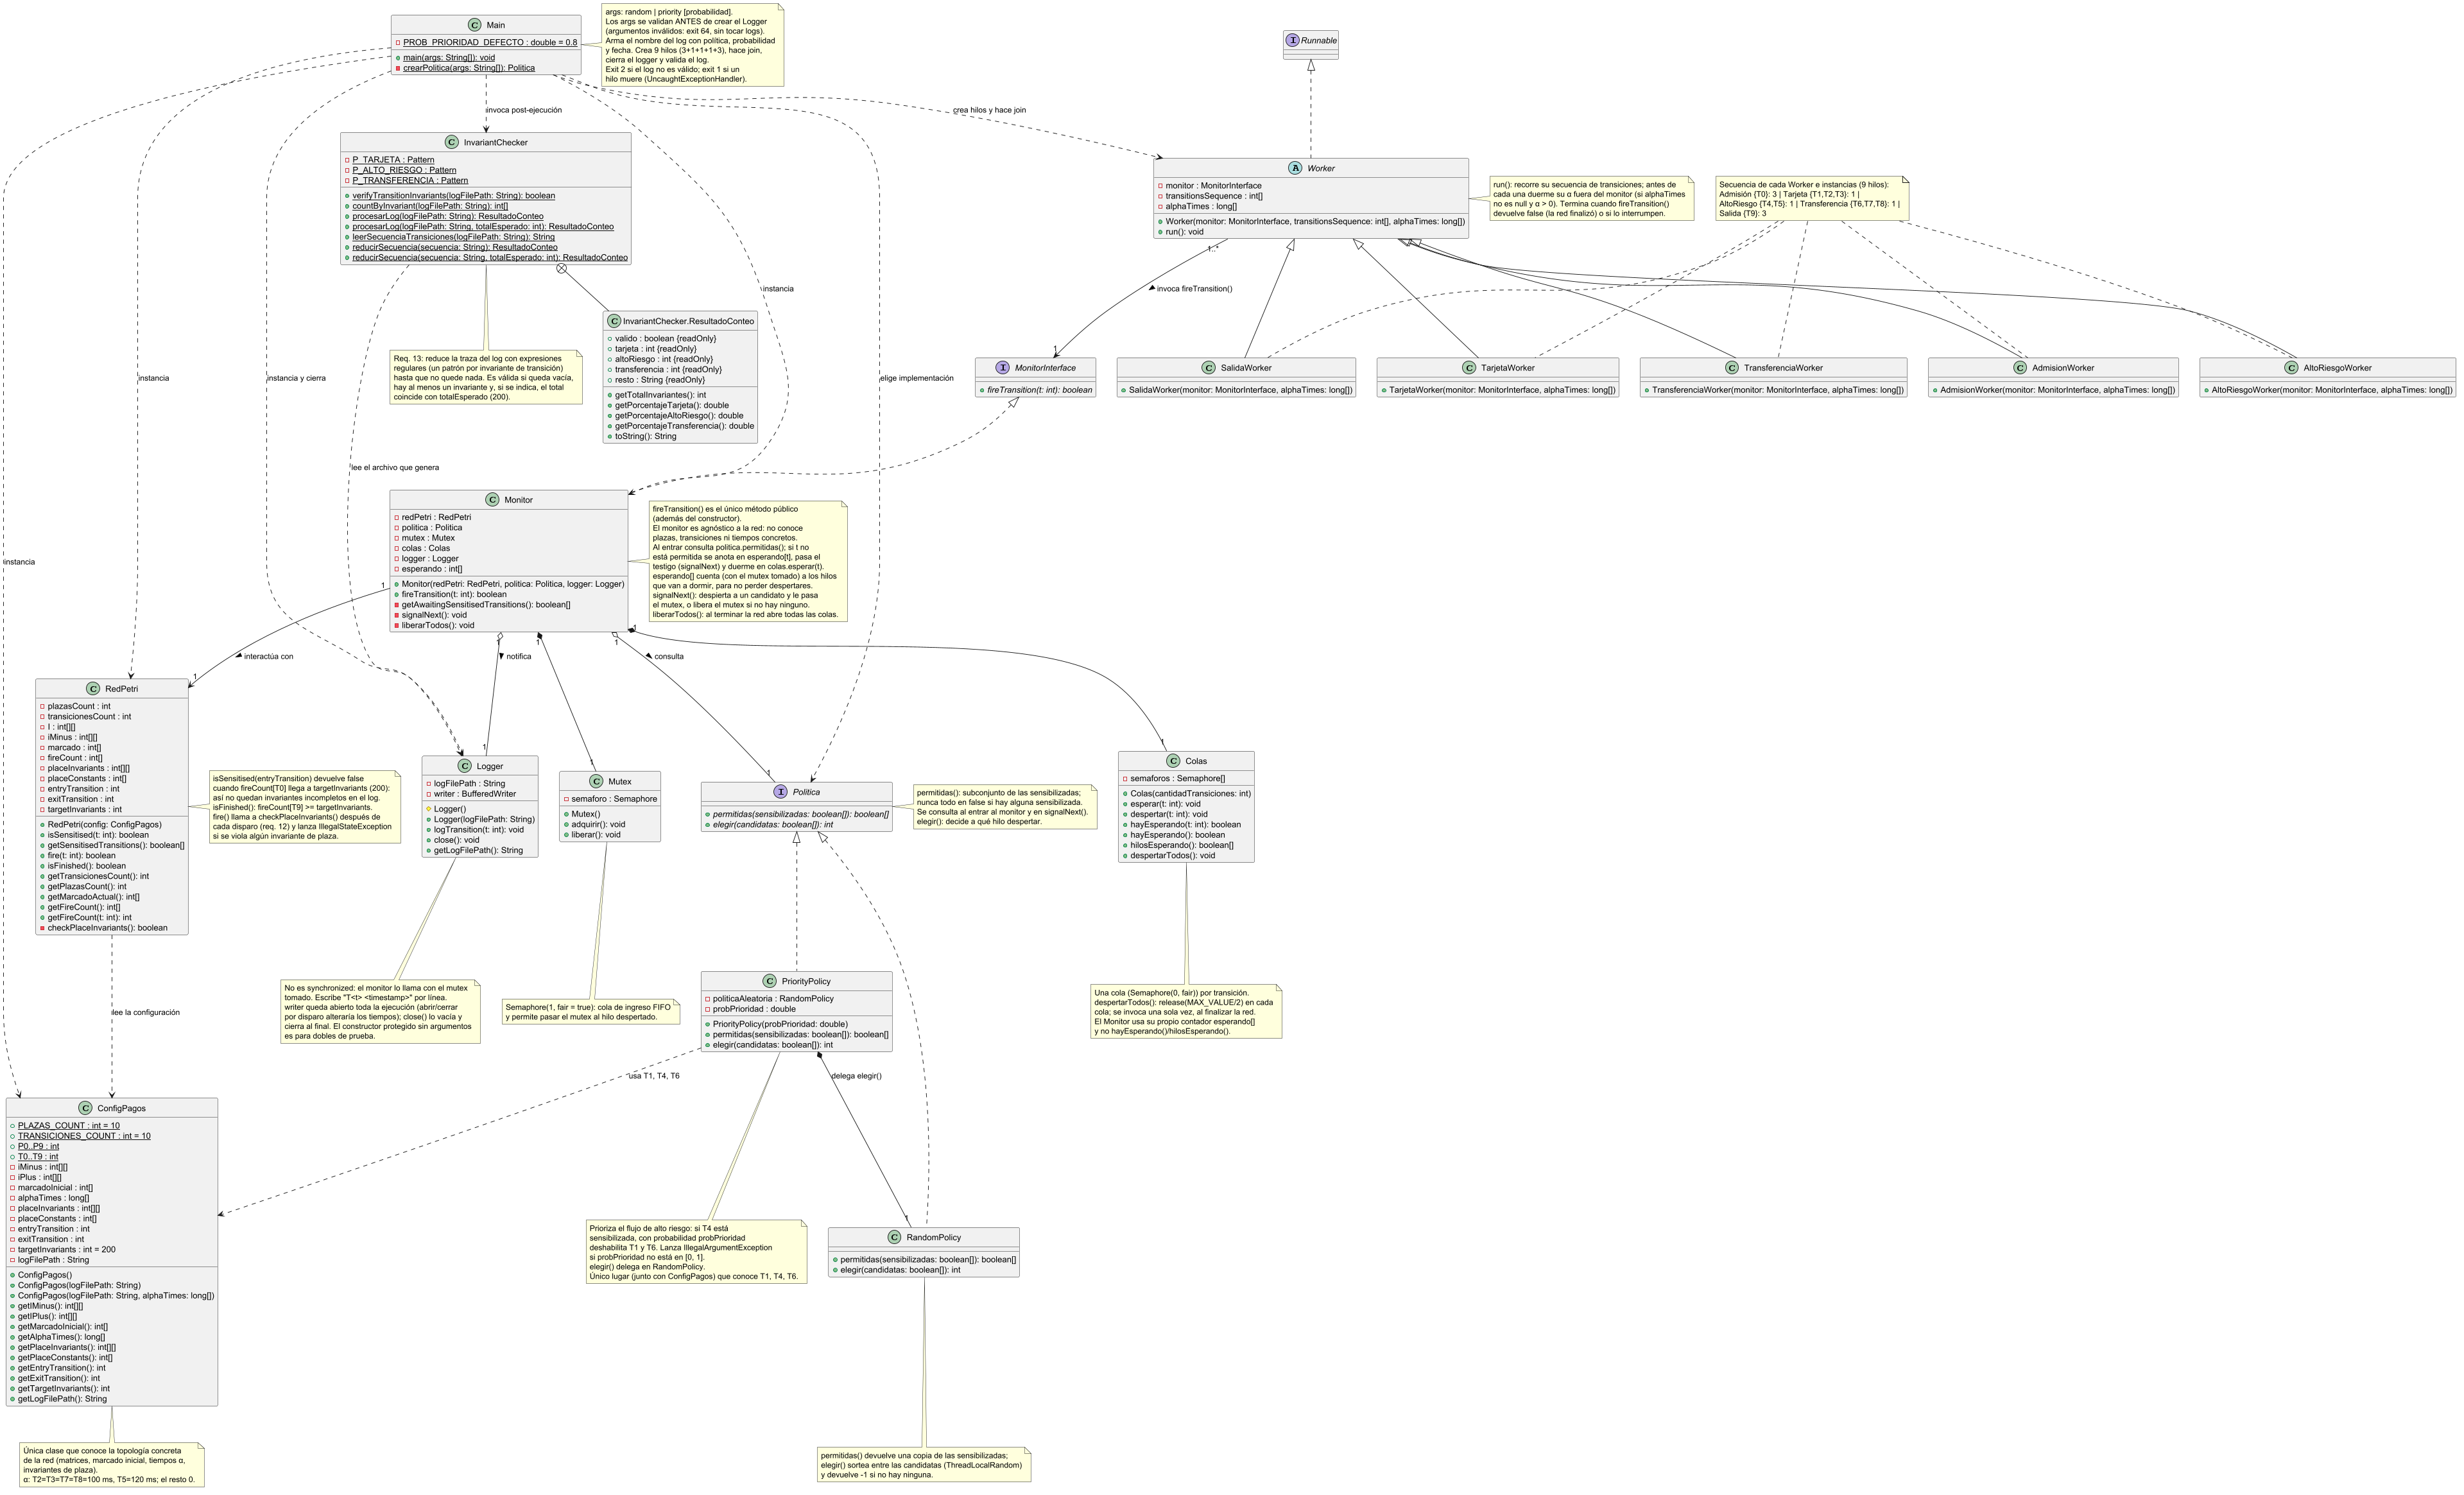 C Main
PROB_PRIORIDAD_DEFECTO : double = 0.8
main(args: String[]): void
crearPolitica(args: String[]): Politica
args: random | priority [probabilidad].
Los args se validan ANTES de crear el Logger
(argumentos inválidos: exit 64, sin tocar logs).
Arma el nombre del log con política, probabilidad
y fecha. Crea 9 hilos (3+1+1+1+3), hace join,
cierra el logger y valida el log.
Exit 2 si el log no es válido; exit 1 si un
hilo muere (UncaughtExceptionHandler).
I Runnable
invoca post-ejecución
crea hilos y hace join
C InvariantChecker
P_TARJETA : Pattern
P_ALTO_RIESGO : Pattern
P_TRANSFERENCIA : Pattern
verifyTransitionInvariants(logFilePath: String): boolean
countByInvariant(logFilePath: String): int[]
procesarLog(logFilePath: String): ResultadoConteo
procesarLog(logFilePath: String, totalEsperado: int): ResultadoConteo
leerSecuenciaTransiciones(logFilePath: String): String
reducirSecuencia(secuencia: String): ResultadoConteo
reducirSecuencia(secuencia: String, totalEsperado: int): ResultadoConteo
A Worker
monitor : MonitorInterface
transitionsSequence : int[]
alphaTimes : long[]
Worker(monitor: MonitorInterface, transitionsSequence: int[], alphaTimes: long[])
run(): void
run(): recorre su secuencia de transiciones; antes de
cada una duerme su α fuera del monitor (si alphaTimes
no es null y α > 0). Termina cuando fireTransition()
devuelve false (la red finalizó) o si lo interrumpen.
Secuencia de cada Worker e instancias (9 hilos):
Admisión {T0}: 3 | Tarjeta {T1,T2,T3}: 1 |
AltoRiesgo {T4,T5}: 1 | Transferencia {T6,T7,T8}: 1 |
Salida {T9}: 3
1..*
invoca fireTransition()
1
instancia
instancia
instancia y cierra
elige implementación
Req. 13: reduce la traza del log con expresiones
regulares (un patrón por invariante de transición)
hasta que no quede nada. Es válida si queda vacía,
hay al menos un invariante y, si se indica, el total
coincide con totalEsperado (200).
C InvariantChecker.ResultadoConteo
valido : boolean {readOnly}
tarjeta : int {readOnly}
altoRiesgo : int {readOnly}
transferencia : int {readOnly}
resto : String {readOnly}
getTotalInvariantes(): int
getPorcentajeTarjeta(): double
getPorcentajeAltoRiesgo(): double
getPorcentajeTransferencia(): double
toString(): String
I MonitorInterface
fireTransition(t: int): boolean
C SalidaWorker
SalidaWorker(monitor: MonitorInterface, alphaTimes: long[])
C TarjetaWorker
TarjetaWorker(monitor: MonitorInterface, alphaTimes: long[])
C TransferenciaWorker
TransferenciaWorker(monitor: MonitorInterface, alphaTimes: long[])
C AdmisionWorker
AdmisionWorker(monitor: MonitorInterface, alphaTimes: long[])
C AltoRiesgoWorker
AltoRiesgoWorker(monitor: MonitorInterface, alphaTimes: long[])
lee el archivo que genera
C Monitor
redPetri : RedPetri
politica : Politica
mutex : Mutex
colas : Colas
logger : Logger
esperando : int[]
Monitor(redPetri: RedPetri, politica: Politica, logger: Logger)
fireTransition(t: int): boolean
getAwaitingSensitisedTransitions(): boolean[]
signalNext(): void
liberarTodos(): void
fireTransition() es el único método público
(además del constructor).
El monitor es agnóstico a la red: no conoce
plazas, transiciones ni tiempos concretos.
Al entrar consulta politica.permitidas(); si t no
está permitida se anota en esperando[t], pasa el
testigo (signalNext) y duerme en colas.esperar(t).
esperando[] cuenta (con el mutex tomado) a los hilos
que van a dormir, para no perder despertares.
signalNext(): despierta a un candidato y le pasa
el mutex, o libera el mutex si no hay ninguno.
liberarTodos(): al terminar la red abre todas las colas.
instancia
1
1
1
1
1
interactúa con
notifica
consulta
1
1
1
1
1
C RedPetri
plazasCount : int
transicionesCount : int
I : int[][]
iMinus : int[][]
marcado : int[]
fireCount : int[]
placeInvariants : int[][]
placeConstants : int[]
entryTransition : int
exitTransition : int
targetInvariants : int
RedPetri(config: ConfigPagos)
isSensitised(t: int): boolean
getSensitisedTransitions(): boolean[]
fire(t: int): boolean
isFinished(): boolean
getTransicionesCount(): int
getPlazasCount(): int
getMarcadoActual(): int[]
getFireCount(): int[]
getFireCount(t: int): int
checkPlaceInvariants(): boolean
isSensitised(entryTransition) devuelve false
cuando fireCount[T0] llega a targetInvariants (200):
así no quedan invariantes incompletos en el log.
isFinished(): fireCount[T9] >= targetInvariants.
fire() llama a checkPlaceInvariants() después de
cada disparo (req. 12) y lanza IllegalStateException
si se viola algún invariante de plaza.
C Logger
logFilePath : String
writer : BufferedWriter
Logger()
Logger(logFilePath: String)
logTransition(t: int): void
close(): void
getLogFilePath(): String
C Mutex
semaforo : Semaphore
Mutex()
adquirir(): void
liberar(): void
I Politica
permitidas(sensibilizadas: boolean[]): boolean[]
elegir(candidatas: boolean[]): int
permitidas(): subconjunto de las sensibilizadas;
nunca todo en false si hay alguna sensibilizada.
Se consulta al entrar al monitor y en signalNext().
elegir(): decide a qué hilo despertar.
C Colas
semaforos : Semaphore[]
Colas(cantidadTransiciones: int)
esperar(t: int): void
despertar(t: int): void
hayEsperando(t: int): boolean
hayEsperando(): boolean
hilosEsperando(): boolean[]
despertarTodos(): void
lee la configuración
No es synchronized: el monitor lo llama con el mutex
tomado. Escribe "T<t> <timestamp>" por línea.
writer queda abierto toda la ejecución (abrir/cerrar
por disparo alteraría los tiempos); close() lo vacía y
cierra al final. El constructor protegido sin argumentos
es para dobles de prueba.
Semaphore(1, fair = true): cola de ingreso FIFO
y permite pasar el mutex al hilo despertado.
C PriorityPolicy
politicaAleatoria : RandomPolicy
probPrioridad : double
PriorityPolicy(probPrioridad: double)
permitidas(sensibilizadas: boolean[]): boolean[]
elegir(candidatas: boolean[]): int
Una cola (Semaphore(0, fair)) por transición.
despertarTodos(): release(MAX_VALUE/2) en cada
cola; se invoca una sola vez, al finalizar la red.
El Monitor usa su propio contador esperando[]
y no hayEsperando()/hilosEsperando().
usa T1, T4, T6
delega elegir()
1
C ConfigPagos
PLAZAS_COUNT : int = 10
TRANSICIONES_COUNT : int = 10
P0..P9 : int
T0..T9 : int
iMinus : int[][]
iPlus : int[][]
marcadoInicial : int[]
alphaTimes : long[]
placeInvariants : int[][]
placeConstants : int[]
entryTransition : int
exitTransition : int
targetInvariants : int = 200
logFilePath : String
ConfigPagos()
ConfigPagos(logFilePath: String)
ConfigPagos(logFilePath: String, alphaTimes: long[])
getIMinus(): int[][]
getIPlus(): int[][]
getMarcadoInicial(): int[]
getAlphaTimes(): long[]
getPlaceInvariants(): int[][]
getPlaceConstants(): int[]
getEntryTransition(): int
getExitTransition(): int
getTargetInvariants(): int
getLogFilePath(): String
Prioriza el flujo de alto riesgo: si T4 está
sensibilizada, con probabilidad probPrioridad
deshabilita T1 y T6. Lanza IllegalArgumentException
si probPrioridad no está en [0, 1].
elegir() delega en RandomPolicy.
Único lugar (junto con ConfigPagos) que conoce T1, T4, T6.
C RandomPolicy
permitidas(sensibilizadas: boolean[]): boolean[]
elegir(candidatas: boolean[]): int
Única clase que conoce la topología concreta
de la red (matrices, marcado inicial, tiempos α,
invariantes de plaza).
α: T2=T3=T7=T8=100 ms, T5=120 ms; el resto 0.
permitidas() devuelve una copia de las sensibilizadas;
elegir() sortea entre las candidatas (ThreadLocalRandom)
y devuelve -1 si no hay ninguna.